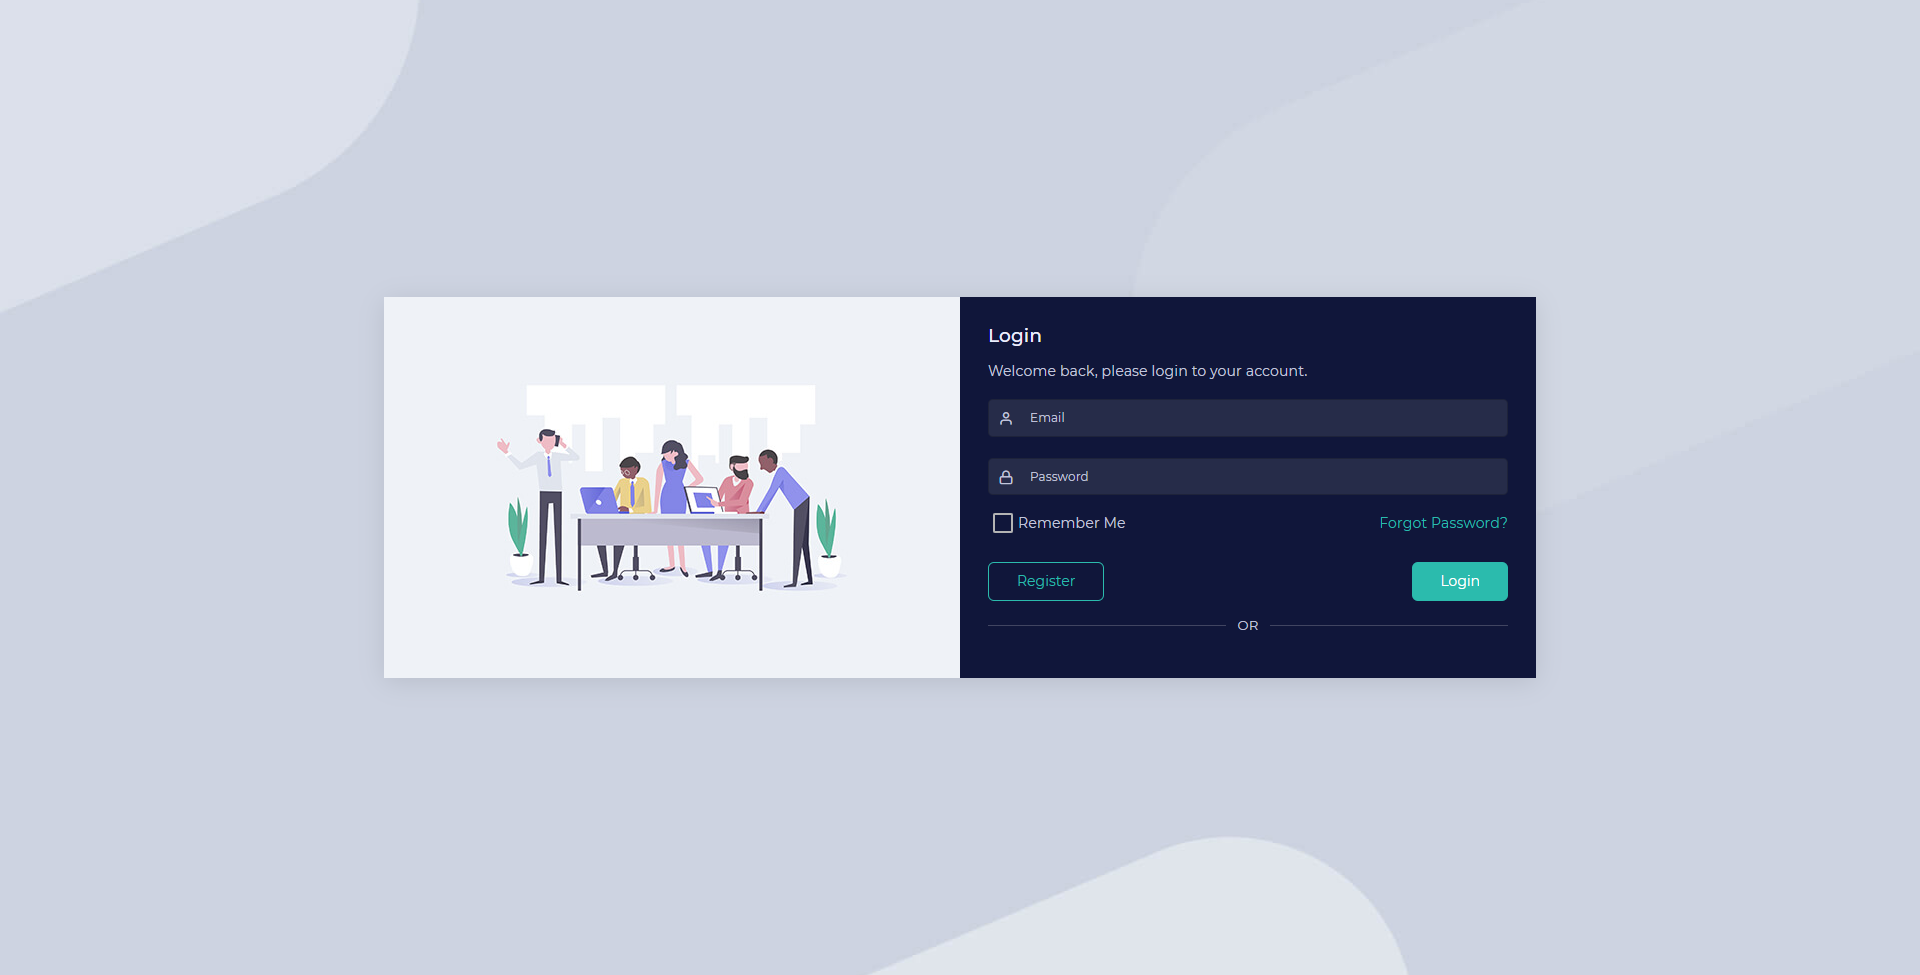 Login
Welcome back, please login to your account.
Email
Password
Remember Me
Forgot Password?
Register
Login
OR